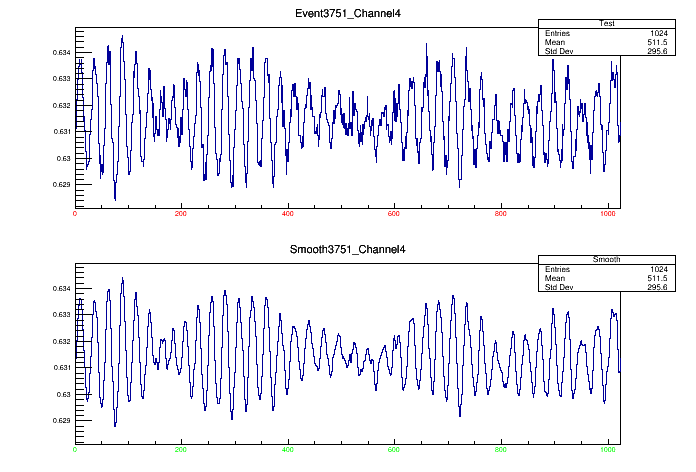 Event3751_Channel4
Test
Entries 1024
Mean 511.5
Std Dev 295.6
0.634
0.633
0.632
0.631
0.63
0.629
0 200 400 600 800 1000
Smooth3751_Channel4
Smooth
Entries 1024
Mean 511.5
Std Dev 295.6
0.634
0.633
0.632
0.631
0.63
0.629
0 200 400 600 800 1000